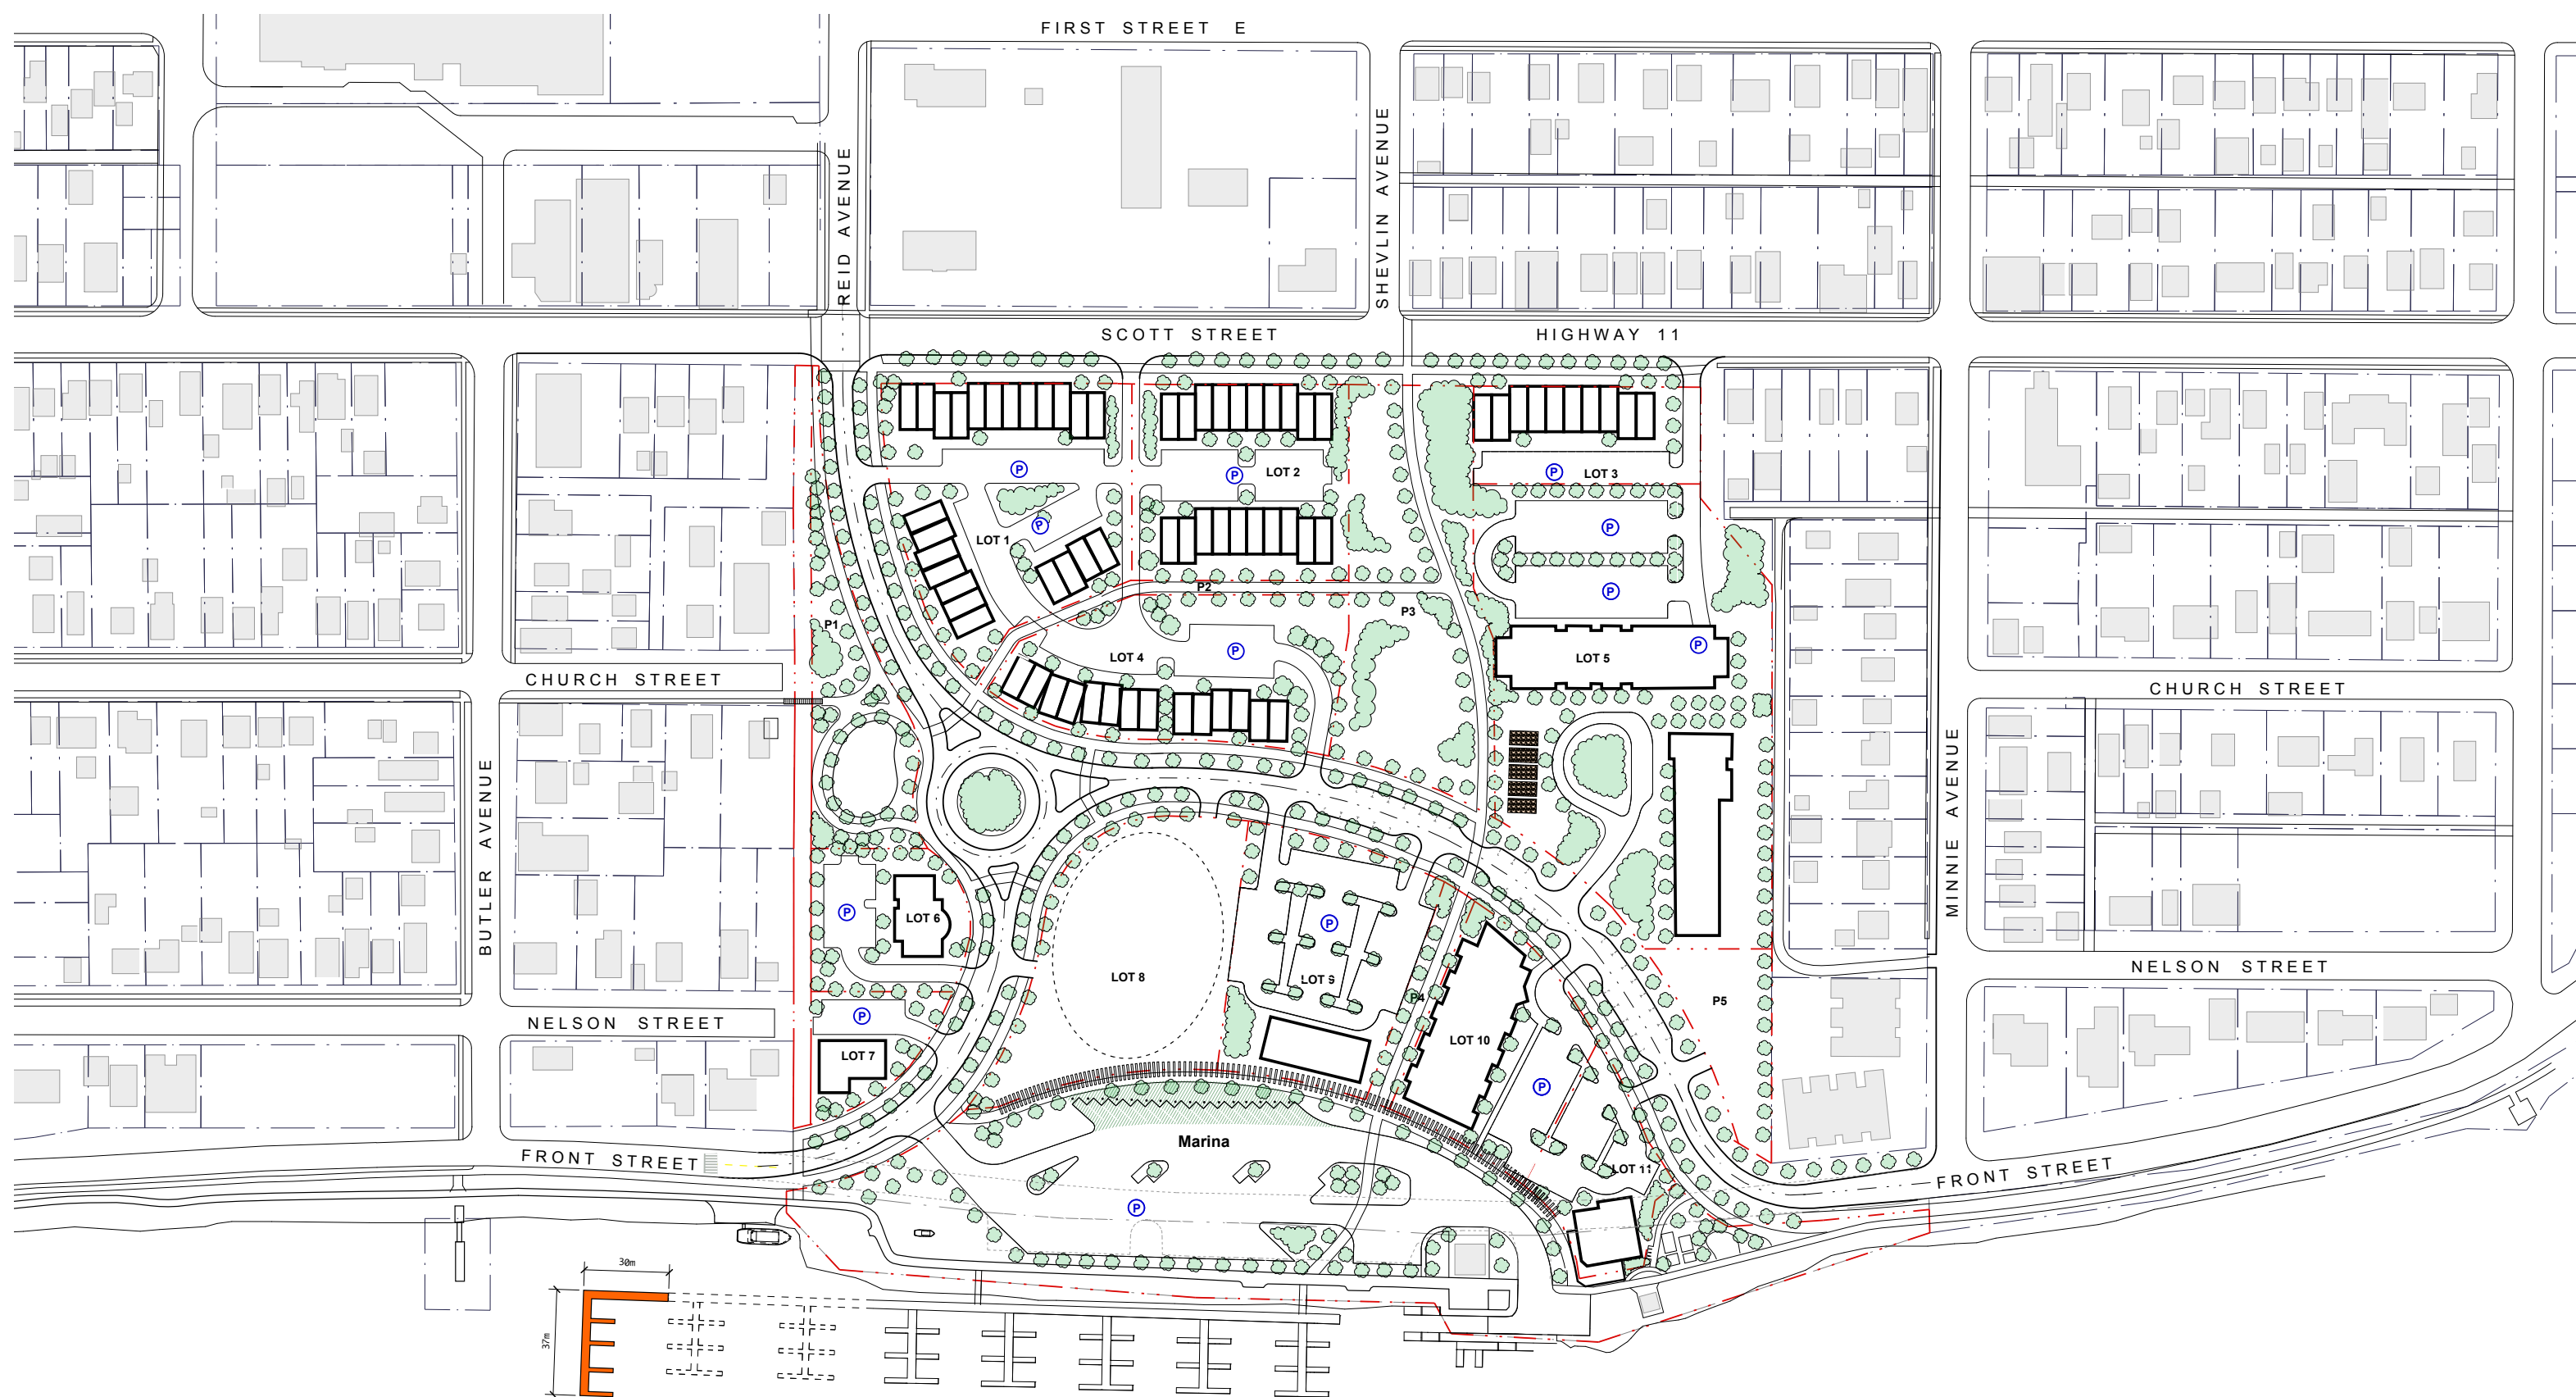 FIRST STREET E
REID AVENUE
SHEVLIN AVENUE
SCOTT STREET
HIGHWAY 11
P
P
LOT 2
P
LOT 3
P
LOT 1
P
P2
P
P3
P1
LOT 4
P
LOT 5
P
CHURCH STREET
CHURCH STREET
BUTLER AVENUE
MINNIE AVENUE
P
LOT 6
P
LOT 8
LOT 9
P4
P5
NELSON STREET
NELSON STREET
P
LOT 7
LOT 10
P
Marina
FRONT STREET
LOT 11
FRONT STREET
P
30m
37m